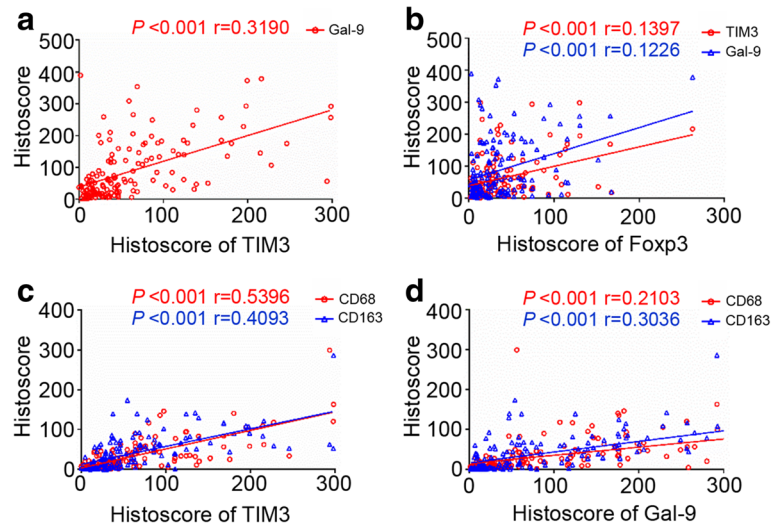 a
P <0.001 r=0.3190
Gal-9
Histoscore
500
400
300
200
100
0
0 100 200 300
Histoscore of TIM3
b
P <0.001 r=0.1397
P <0.001 r=0.1226
TIM3
Gal-9
Histoscore
500
400
300
200
100
0
0 100 200 300
Histoscore of Foxp3
c
P <0.001 r=0.5396
P <0.001 r=0.4093
CD68
CD163
Histoscore
400
300
200
100
0
0 100 200 300
Histoscore of TIM3
d
P <0.001 r=0.2103
P <0.001 r=0.3036
CD68
CD163
Histoscore
400
300
200
100
0
0 100 200 300
Histoscore of Gal-9